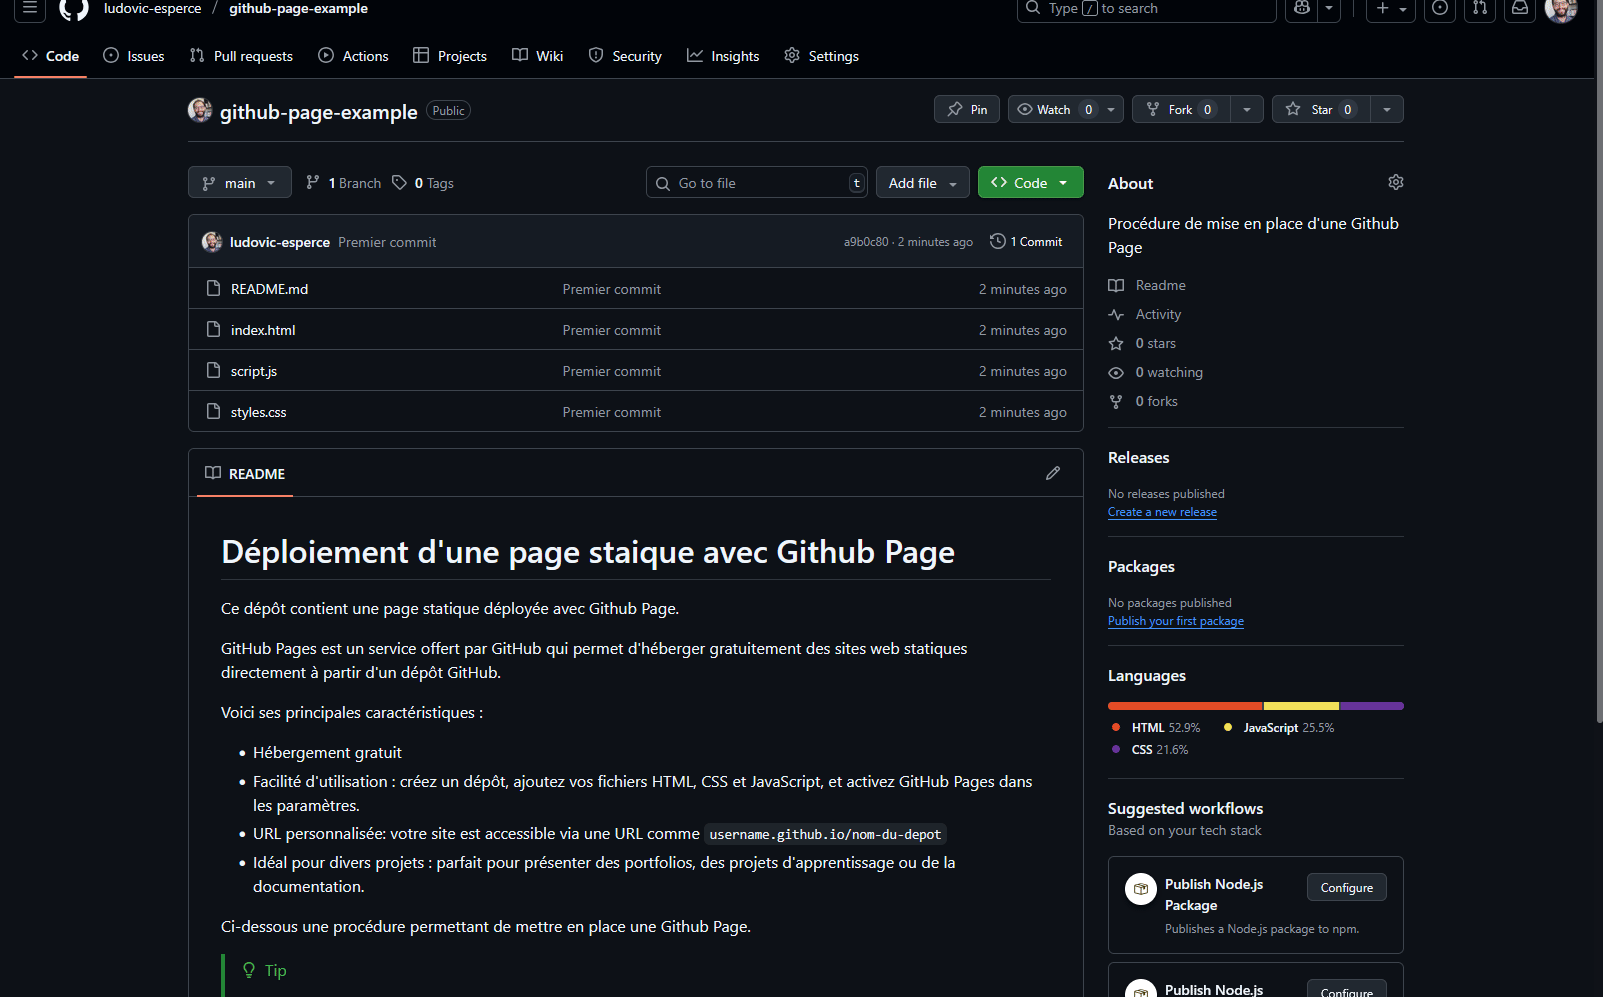 ludovic-esperce / github-page-example
Type / to search
Code Issues Pull requests Actions Projects Wiki Security Insights Settings
github-page-example Public
Pin Watch 0 Fork 0 Star 0
main 1 Branch 0 Tags
Go to file t Add file Code
ludovic-esperce Premier commit a9b0c80 · 2 minutes ago 1 Commit
README.md Premier commit 2 minutes ago
index.html Premier commit 2 minutes ago
script.js Premier commit 2 minutes ago
styles.css Premier commit 2 minutes ago
README
Déploiement d'une page staique avec Github Page
Ce dépôt contient une page statique déployée avec Github Page.
GitHub Pages est un service offert par GitHub qui permet d'héberger gratuitement des sites web statiques
directement à partir d'un dépôt GitHub.
Voici ses principales caractéristiques :
• Hébergement gratuit
• Facilité d'utilisation : créez un dépôt, ajoutez vos fichiers HTML, CSS et JavaScript, et activez GitHub Pages dans
les paramètres.
• URL personnalisée: votre site est accessible via une URL comme username.github.io/nom-du-depot
• Idéal pour divers projets : parfait pour présenter des portfolios, des projets d'apprentissage ou de la
documentation.
Ci-dessous une procédure permettant de mettre en place une Github Page.
Tip
About
Procédure de mise en place d'une Github
Page
Readme
Activity
0 stars
0 watching
0 forks
Releases
No releases published
Create a new release
Packages
No packages published
Publish your first package
Languages
HTML 52.9% JavaScript 25.5%
CSS 21.6%
Suggested workflows
Based on your tech stack
Publish Node.js
Package
Configure
Publishes a Node.js package to npm.
Publish Node.js
Configure